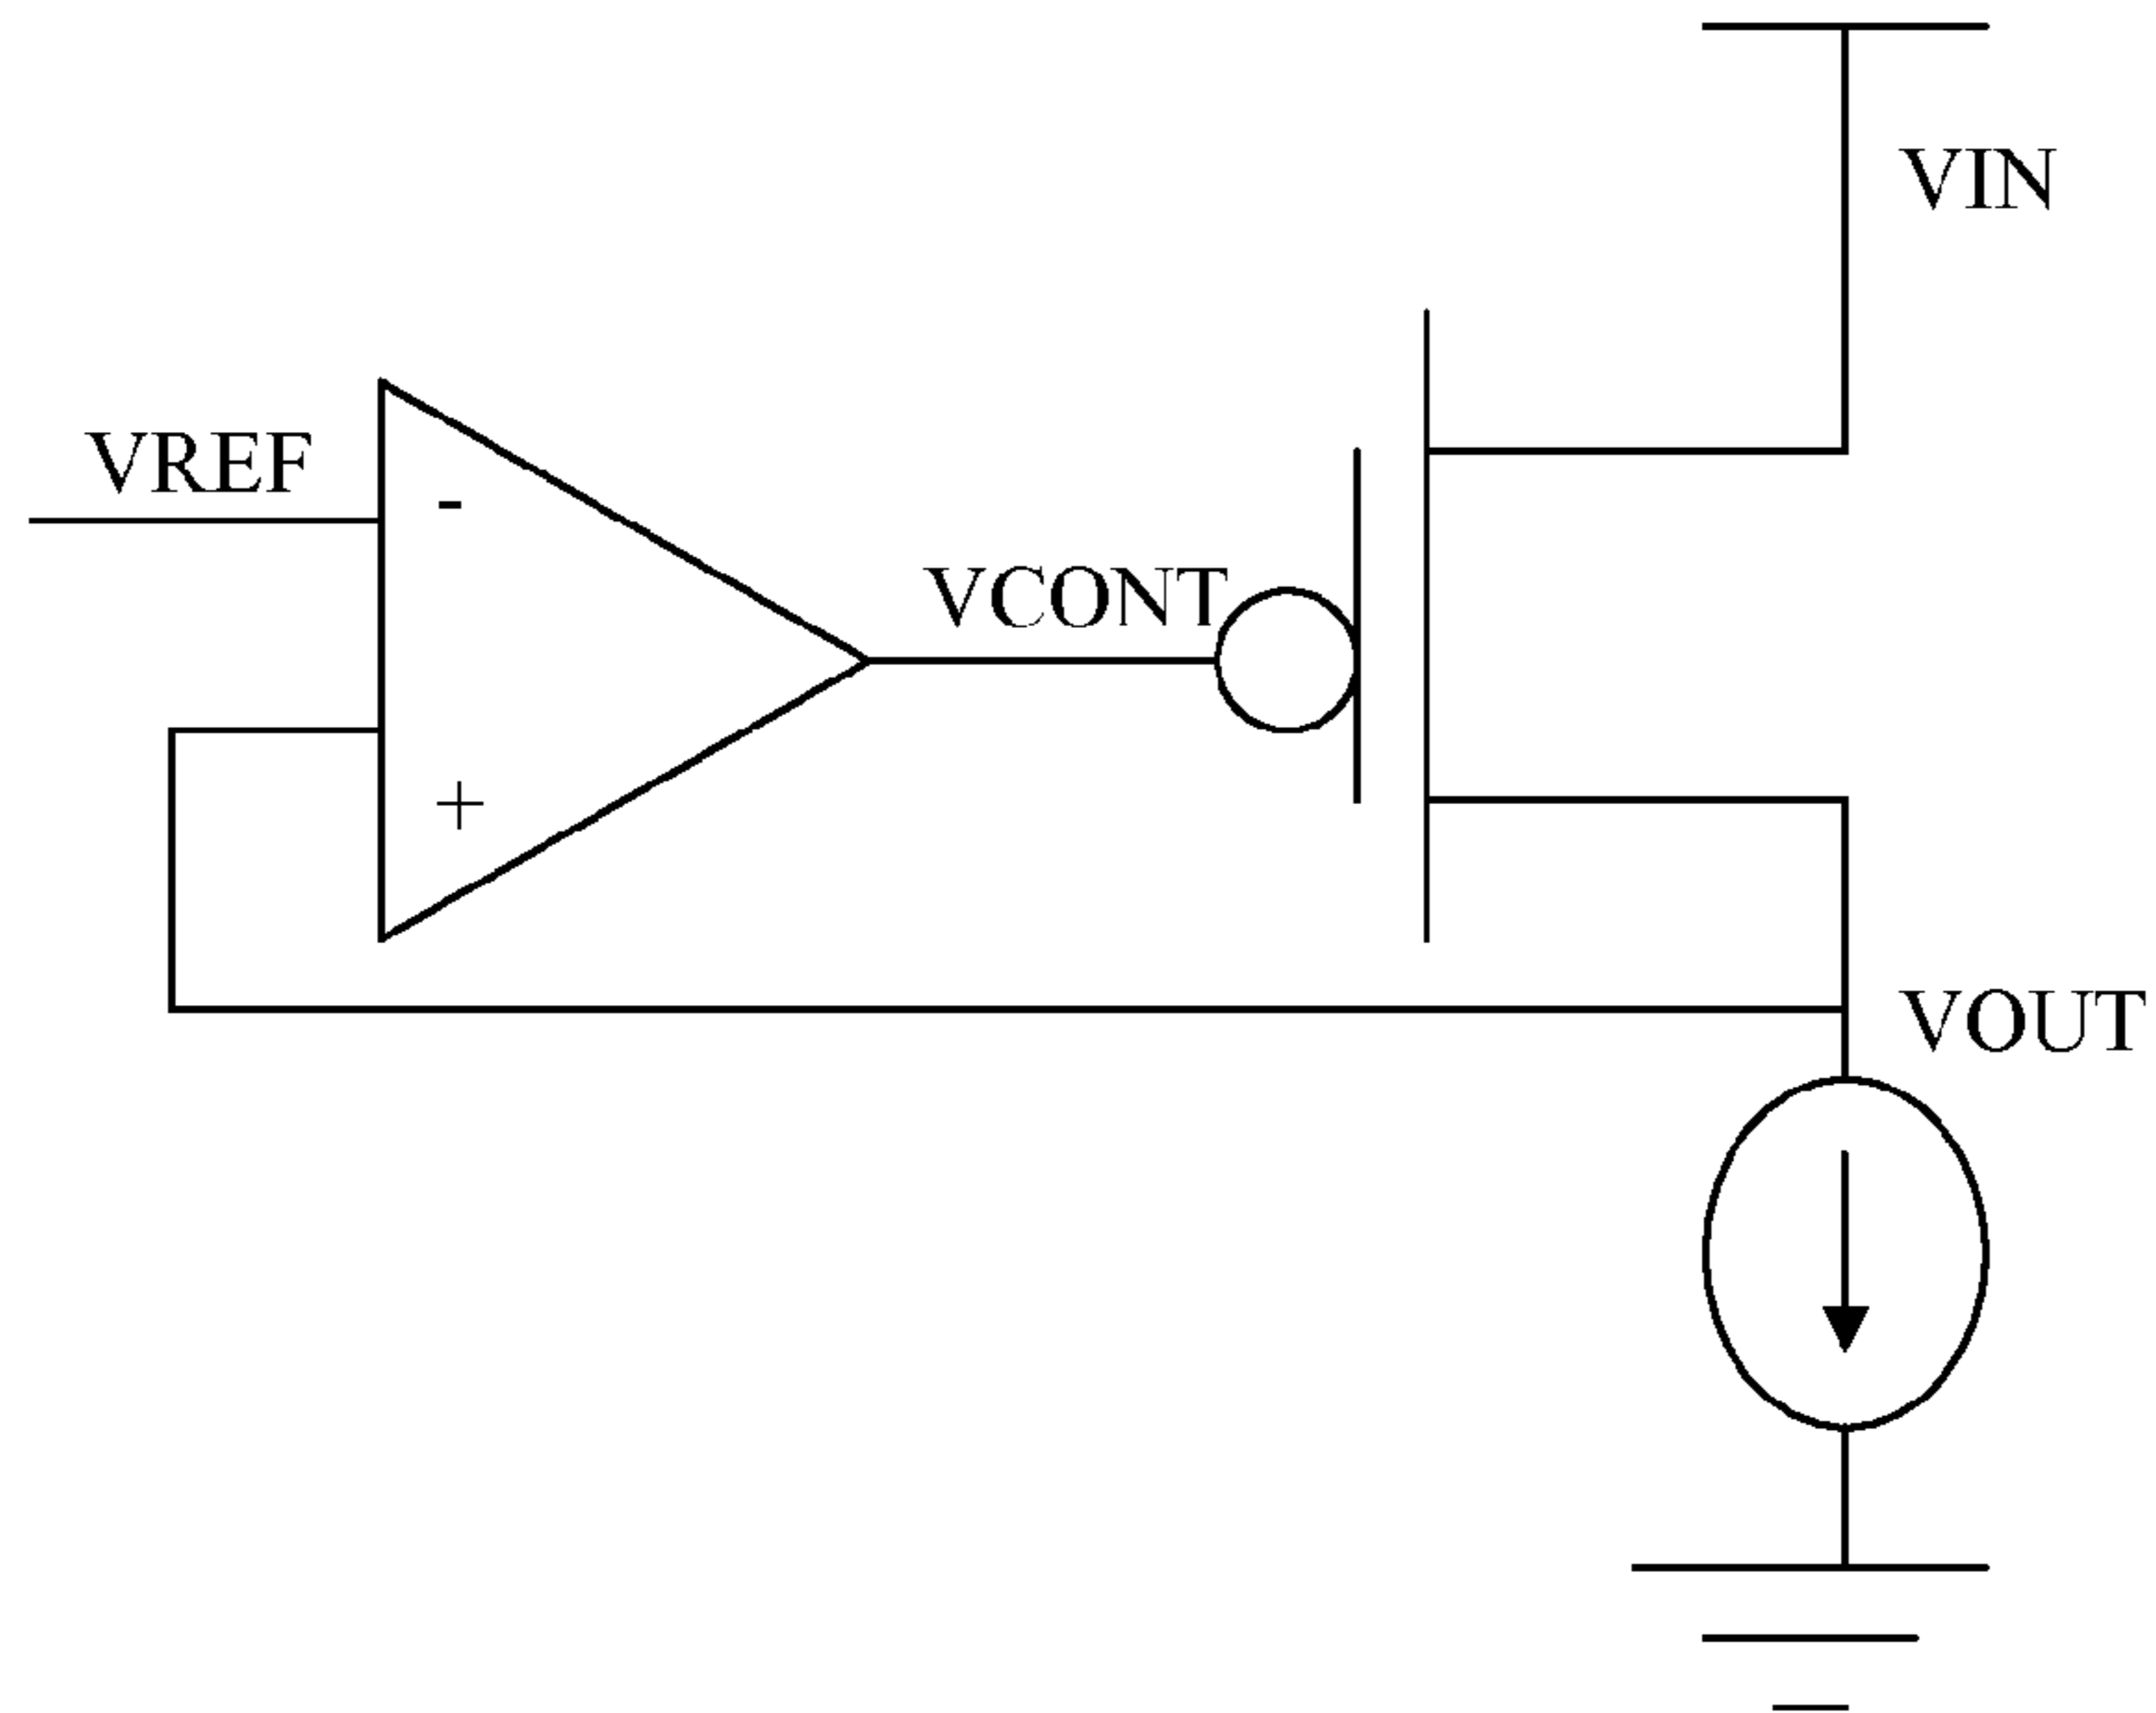 VIN
VREF
-
VCONT
+
VOUT